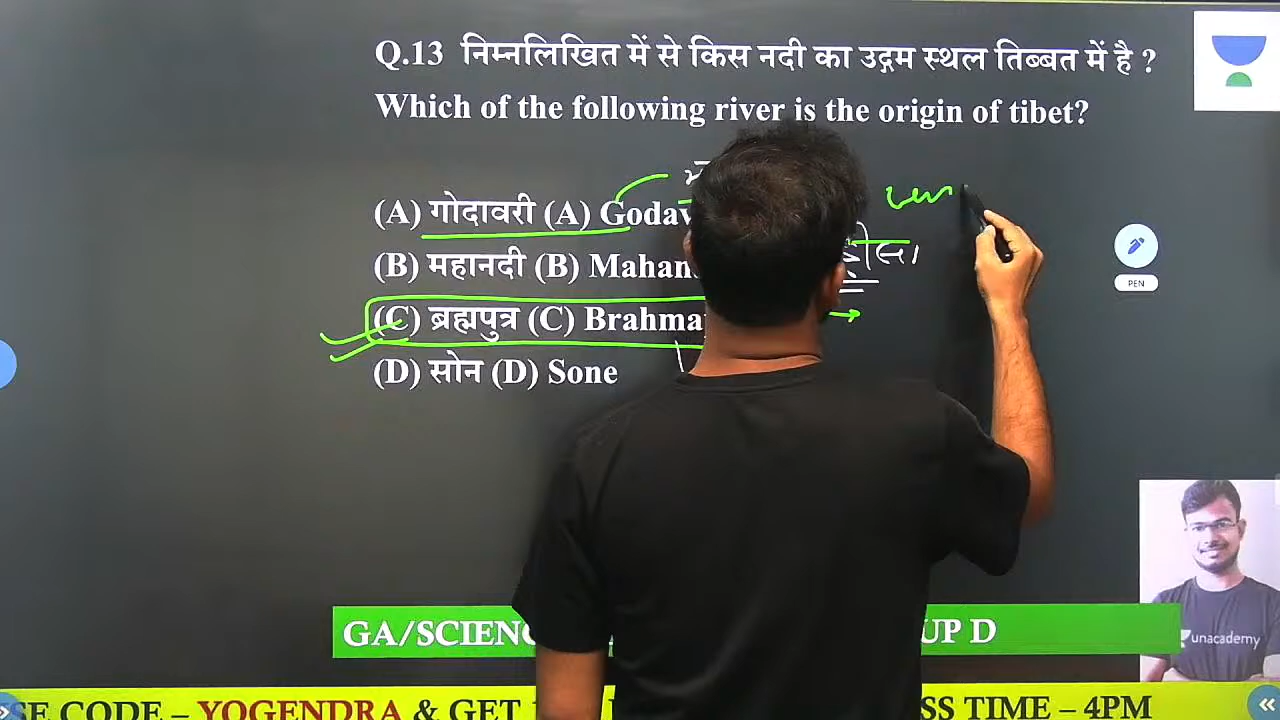 Q.13 निम्नलिखित में से किस नदी का उद्गम स्थल तिब्बत में है ?
Which of the following river is the origin of tibet?
(A) गोदावरी (A) Godav
(B) महानदी (B) Mahan
(C) ब्रह्मपुत्र (C) Brahma
(D) सोन (D) Sone
PEN
unacademy
GA/SCIENC UP D
SE CODE – YOGENDRA & GET SS TIME – 4PM